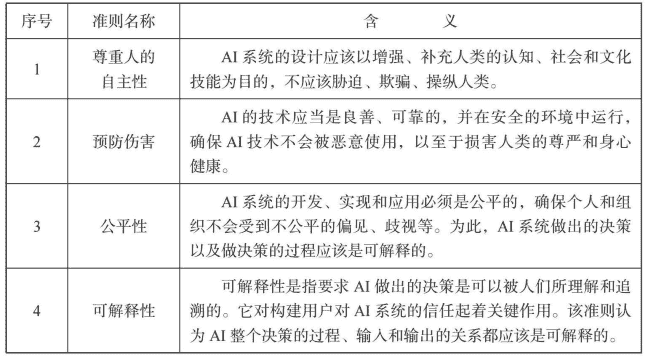 序号 准则名称 含 义
1 尊重人的自主性 AI 系统的设计应该以增强、补充人类的认知、社会和文化
技能为目的，不应该胁迫、欺骗、操纵人类。
2 预防伤害 AI 的技术应当是良善、可靠的，并在安全的环境中运行，
确保 AI 技术不会被恶意使用，以至于损害人类的尊严和身心
健康。
3 公平性 AI 系统的开发、实现和应用必须是公平的，确保个人和组
织不会受到不公平的偏见、歧视等。为此，AI 系统做出的决策
以及做决策的过程应该是可解释的。
4 可解释性 可解释性是指要求 AI 做出的决策是可以被人们所理解和追
溯的。它对构建用户对 AI 系统的信任起着关键作用。该准则认
为 AI 整个决策的过程、输入和输出的关系都应该是可解释的。